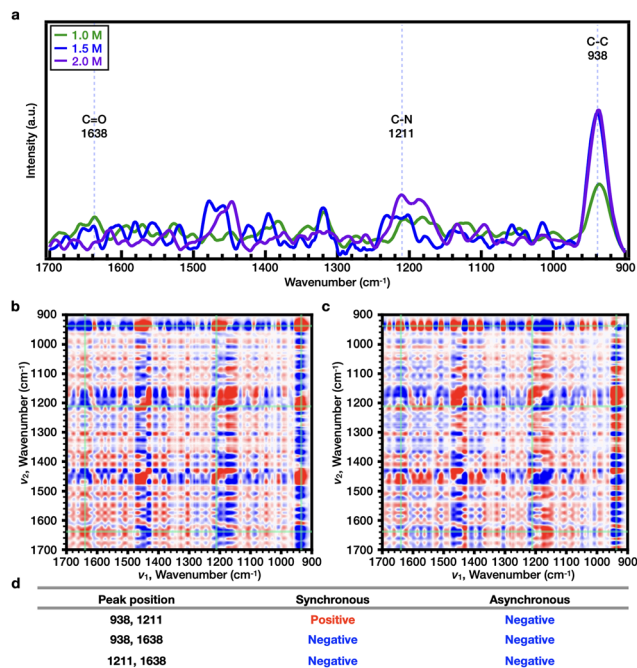 a
1.0 M
1.5 M
2.0 M
C-C
938
C=O
1638
C-N
1211
Intensity (a.u.)
1700 1600 1500 1400 1300 1200 1100 1000 900
Wavenumber (cm⁻¹)
b
900
1000
1100
1200
1300
1400
1500
1600
1700
ν₂, Wavenumber (cm⁻¹)
1700 1600 1500 1400 1300 1200 1100 1000 900
ν₁, Wavenumber (cm⁻¹)
c
900
1000
1100
1200
1300
1400
1500
1600
1700
ν₂, Wavenumber (cm⁻¹)
1700 1600 1500 1400 1300 1200 1100 1000 900
ν₁, Wavenumber (cm⁻¹)
d
Peak position Synchronous Asynchronous
938, 1211 Positive Negative
938, 1638 Negative Negative
1211, 1638 Negative Negative